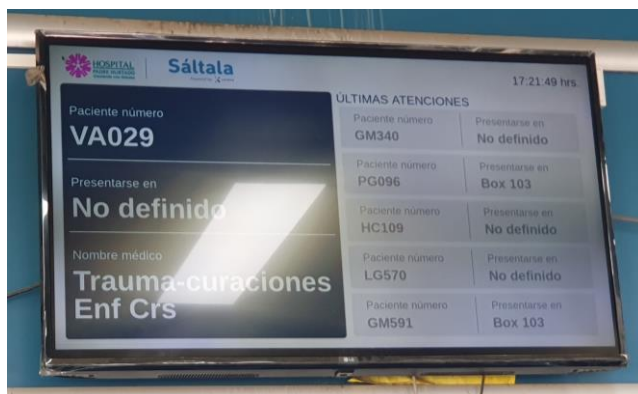 HOSPITAL
PADRE HURTADO
Sáltala
17:21:49 hrs
Paciente número
VA029
Presentarse en
No definido
Nombre médico
Trauma-curaciones
Enf Crs
ÚLTIMAS ATENCIONES
Paciente número Presentarse en
GM340 No definido
Paciente número Presentarse en
PG096 Box 103
Paciente número Presentarse en
HC109 No definido
Paciente número Presentarse en
LG570 No definido
Paciente número Presentarse en
GM591 Box 103